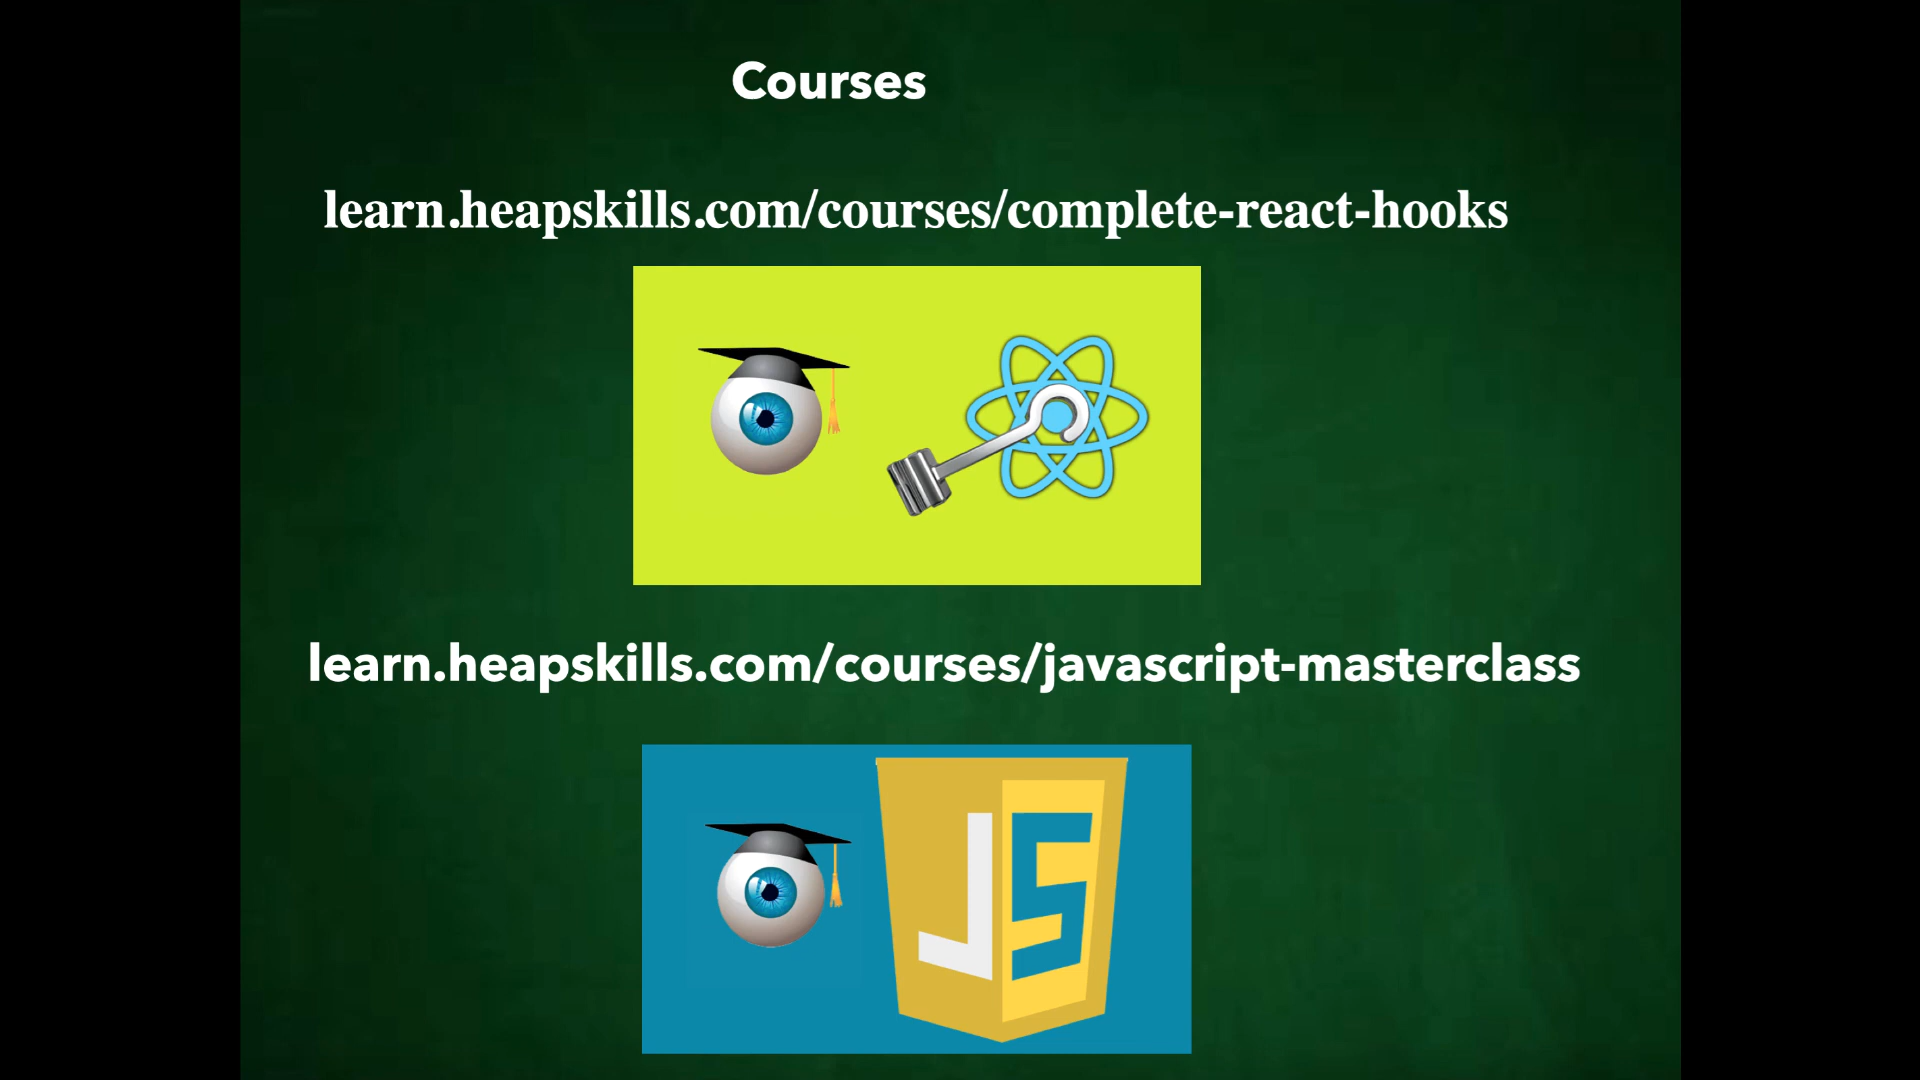 Courses
learn.heapskills.com/courses/complete-react-hooks
learn.heapskills.com/courses/javascript-masterclass
JS